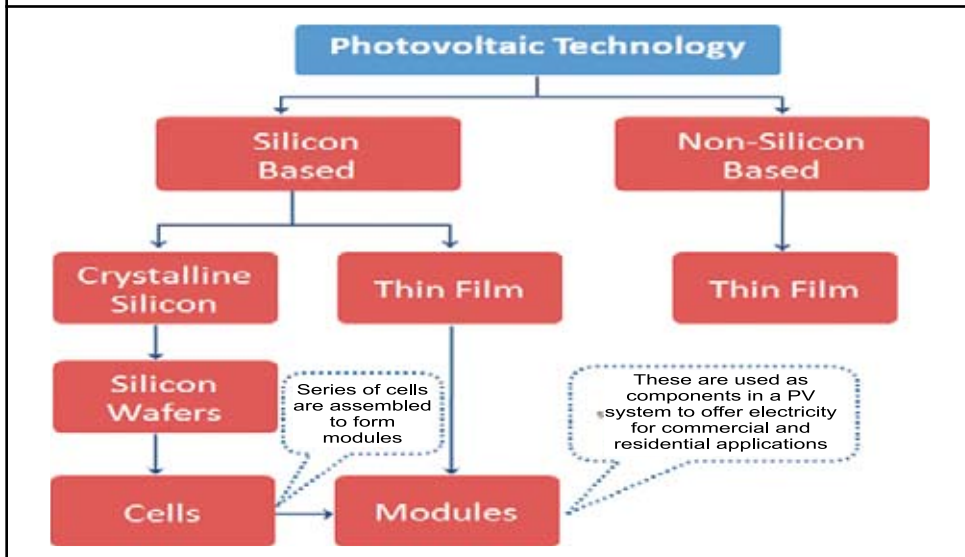 Photovoltaic Technology
Silicon
Based
Non-Silicon
Based
Crystalline
Silicon
Thin Film
Thin Film
Silicon
Wafers
Series of cells
are assembled
to form
modules
These are used as
components in a PV
system to offer electricity
for commercial and
residential applications
Cells
Modules